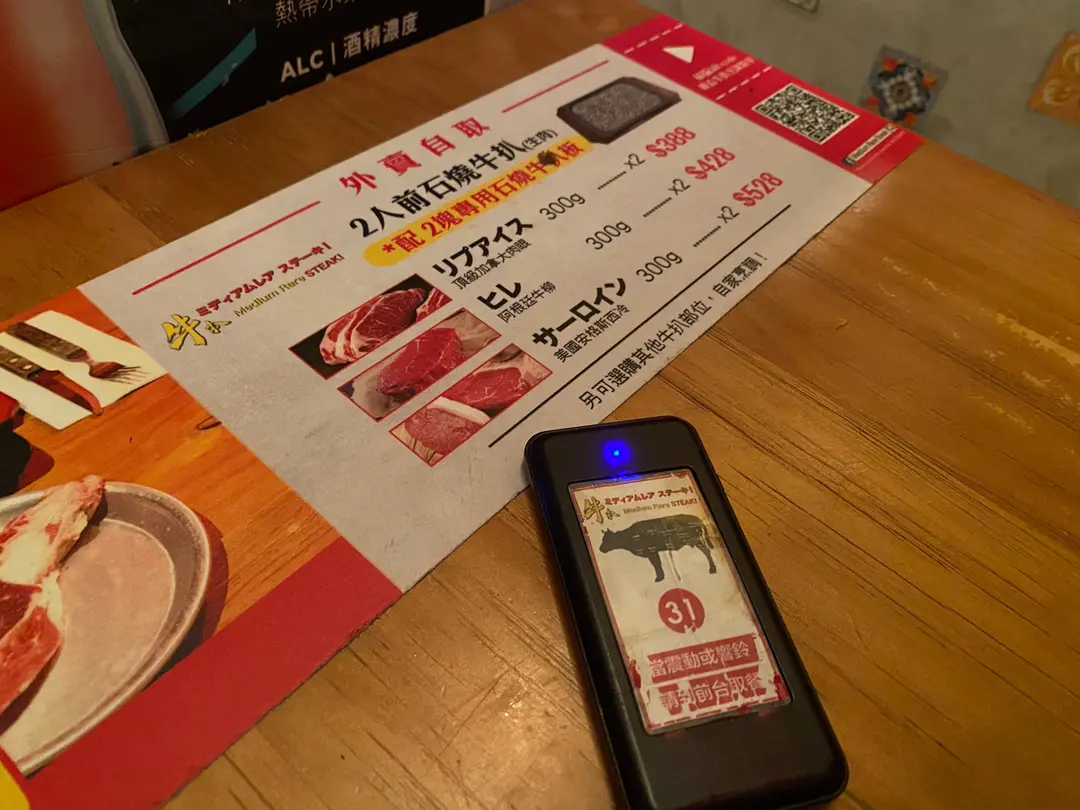 ALC | 酒精濃度
外賣自取
2人前石燒牛扒(生肉)
*配 2塊專用石燒牛扒板
ミディアムレア ステーキ!
Medium Rare STEAK!
牛扒
リブアイス 300g x2 $388
頂級加拿大肉眼
ヒレ 300g x2 $428
阿根廷牛柳
サーロイン 300g x2 $528
美國安格斯西冷
另可選購其他牛扒部位,自家烹調!
ミディアムレア ステーキ!
牛扒 Medium Rare STEAK!
31
當震動或響鈴
請到前台取餐